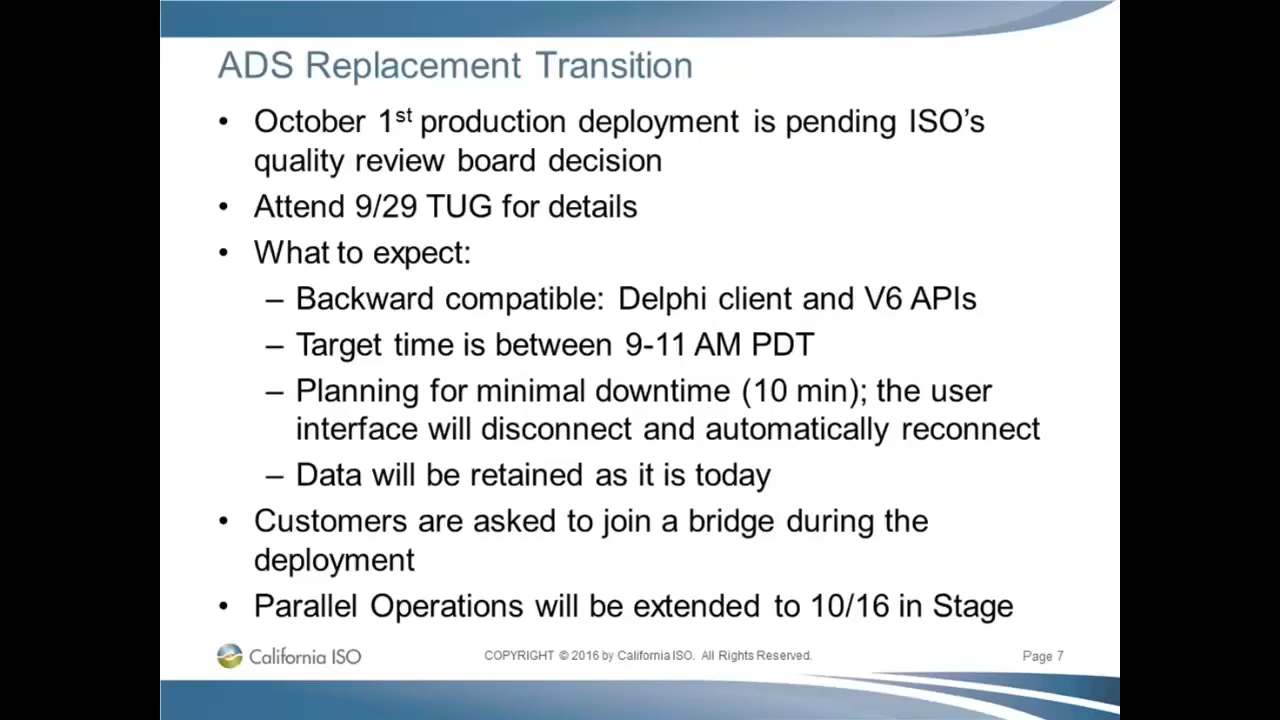 ADS Replacement Transition
• October 1st production deployment is pending ISO's
quality review board decision
• Attend 9/29 TUG for details
• What to expect:
– Backward compatible: Delphi client and V6 APIs
– Target time is between 9-11 AM PDT
– Planning for minimal downtime (10 min); the user
interface will disconnect and automatically reconnect
– Data will be retained as it is today
• Customers are asked to join a bridge during the
deployment
• Parallel Operations will be extended to 10/16 in Stage
California ISO COPYRIGHT © 2016 by California ISO. All Rights Reserved. Page 7